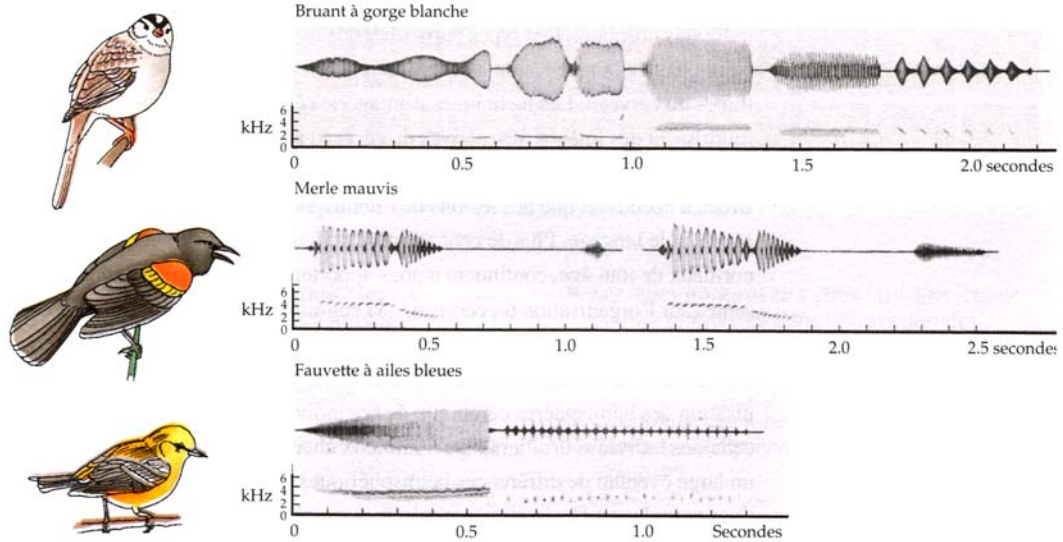 Bruant à gorge blanche
kHz
6
4
2
0
0 0.5 1.0 1.5 2.0 secondes
Merle mauvis
kHz
6
4
2
0
0 0.5 1.0 1.5 2.0 2.5 secondes
Fauvette à ailes bleues
kHz
6
4
2
0
0 0.5 1.0 Secondes